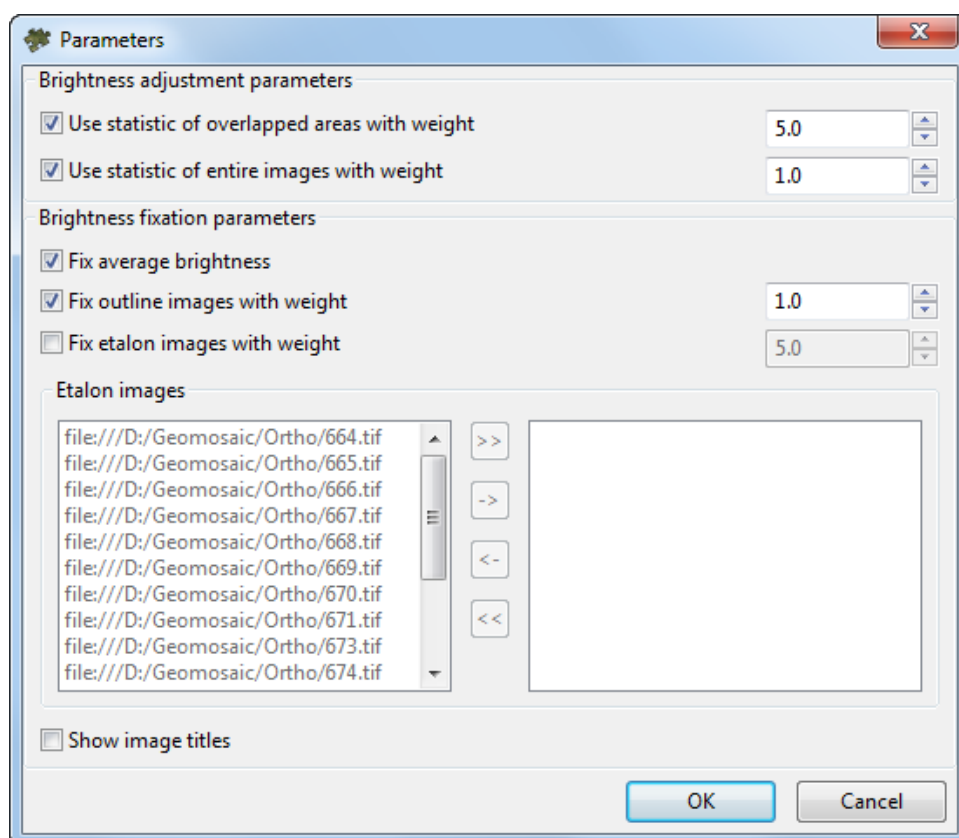 Parameters
Brightness adjustment parameters
Use statistic of overlapped areas with weight 5.0
Use statistic of entire images with weight 1.0
Brightness fixation parameters
Fix average brightness
Fix outline images with weight 1.0
Fix etalon images with weight 5.0
Etalon images
file:///D:/Geomosaic/Ortho/664.tif
file:///D:/Geomosaic/Ortho/665.tif
file:///D:/Geomosaic/Ortho/666.tif
file:///D:/Geomosaic/Ortho/667.tif
file:///D:/Geomosaic/Ortho/668.tif
file:///D:/Geomosaic/Ortho/669.tif
file:///D:/Geomosaic/Ortho/670.tif
file:///D:/Geomosaic/Ortho/671.tif
file:///D:/Geomosaic/Ortho/673.tif
file:///D:/Geomosaic/Ortho/674.tif
>>
->
<-
<<
Show image titles
OK Cancel